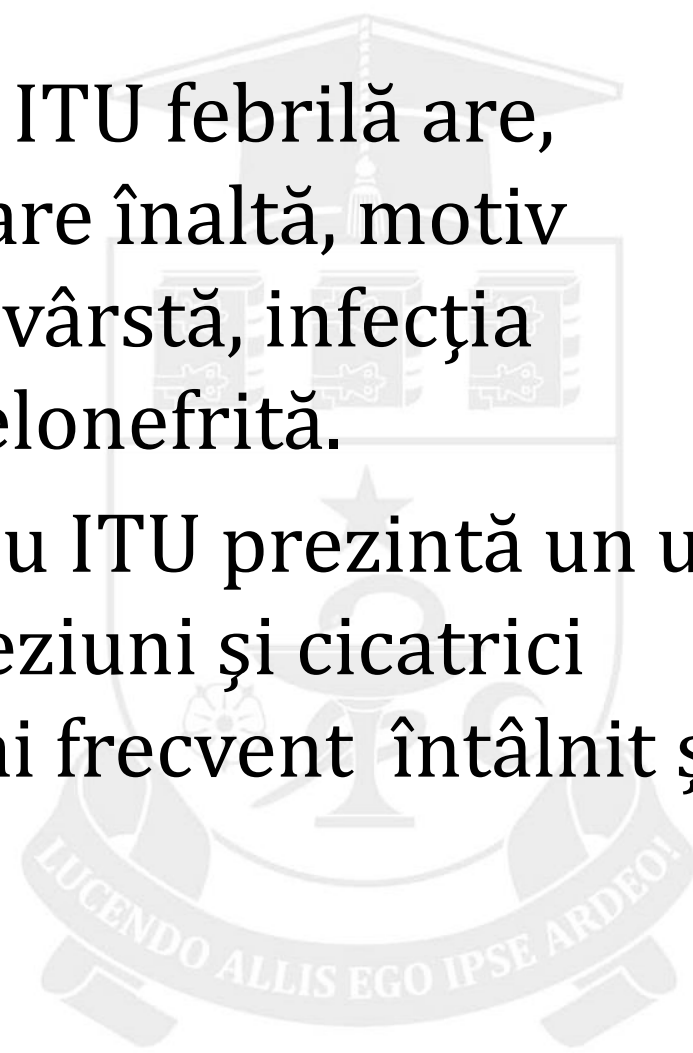 ITU febrilă are,
are înaltă, motiv
vârstă, infecţia
elonefrită.
u ITU prezintă un u
eziuni şi cicatrici
i frecvent întâlnit ş
LUCENDO ALLIS EGO IPSE ARDEO!